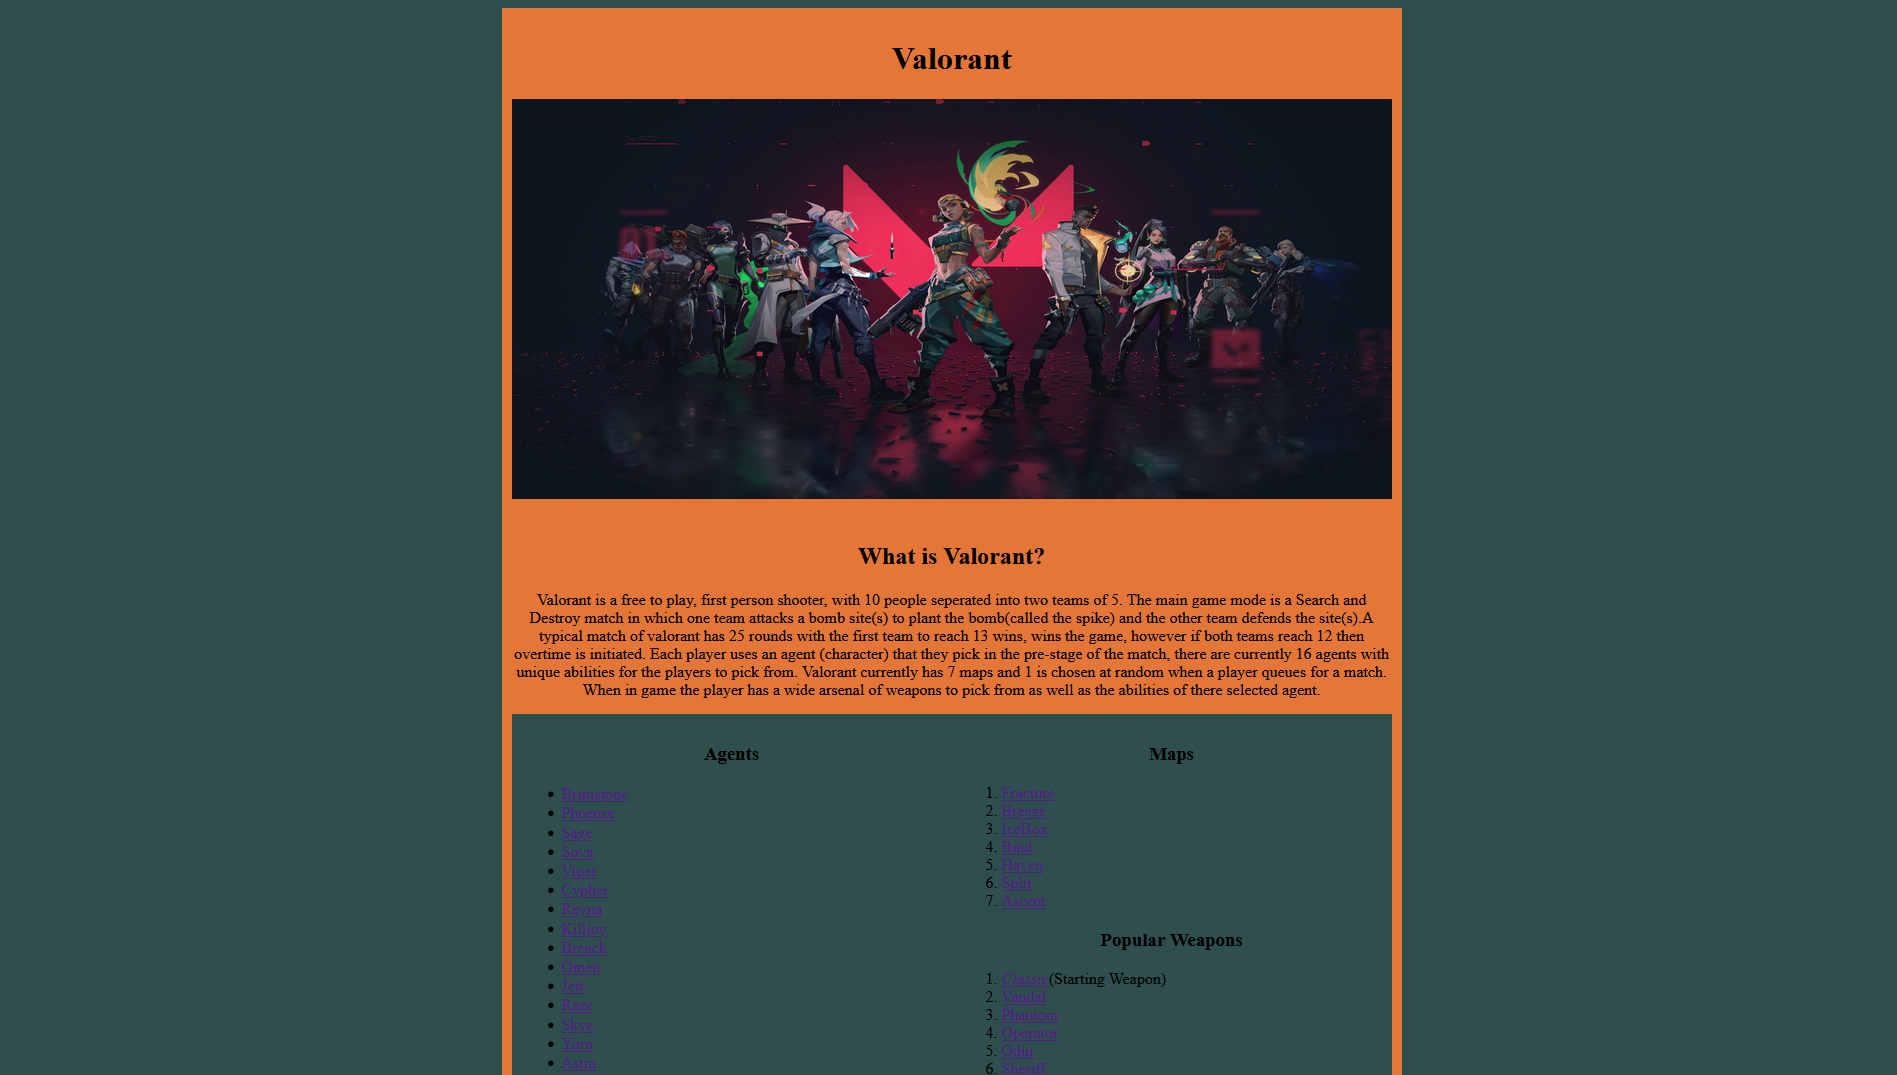 Valorant
What is Valorant?
Valorant is a free to play, first person shooter, with 10 people seperated into two teams of 5. The main game mode is a Search and
Destroy match in which one team attacks a bomb site(s) to plant the bomb(called the spike) and the other team defends the site(s).A
typical match of valorant has 25 rounds with the first team to reach 13 wins, wins the game, however if both teams reach 12 then
overtime is initiated. Each player uses an agent (character) that they pick in the pre-stage of the match, there are currently 16 agents with
unique abilities for the players to pick from. Valorant currently has 7 maps and 1 is chosen at random when a player queues for a match.
When in game the player has a wide arsenal of weapons to pick from as well as the abilities of there selected agent.
Agents
Brimstone
Phoenix
Sage
Sova
Viper
Cypher
Reyna
Killjoy
Breach
Omen
Jett
Raze
Skye
Yoru
Astra
Maps
1. Fracture
2. Breeze
3. IceBox
4. Bind
5. Haven
6. Split
7. Ascent
Popular Weapons
1. Classic(Starting Weapon)
2. Vandal
3. Phantom
4. Operator
5. Odin
6. Sheriff